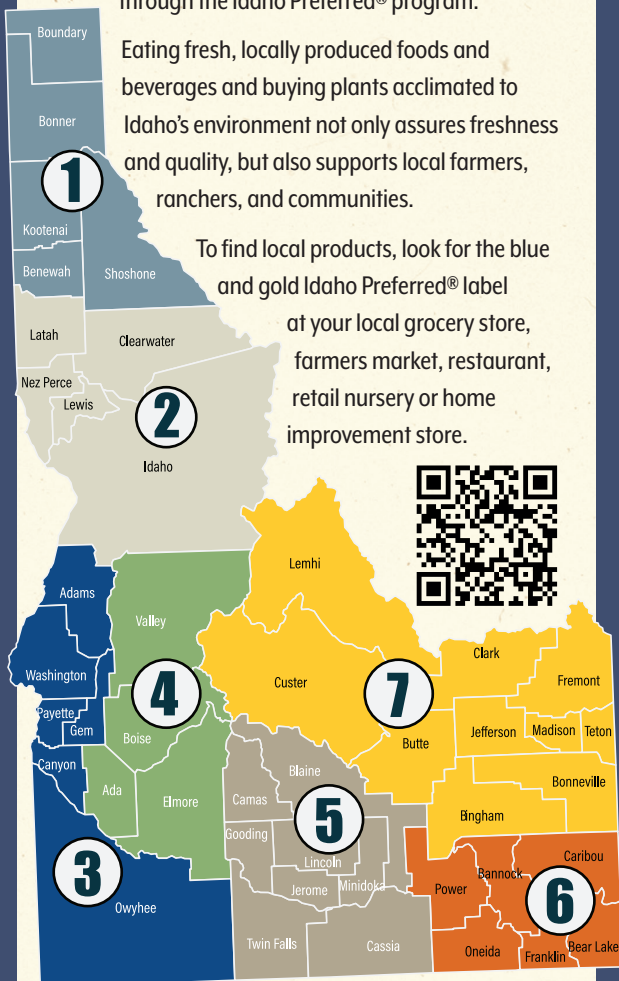 through the Idaho Preferred® program.
Eating fresh, locally produced foods and
beverages and buying plants acclimated to
Idaho's environment not only assures freshness
and quality, but also supports local farmers,
ranchers, and communities.
To find local products, look for the blue
and gold Idaho Preferred® label
at your local grocery store,
farmers market, restaurant,
retail nursery or home
improvement store.
Boundary
Bonner
1
Kootenai
Benewah
Shoshone
Latah
Clearwater
Nez Perce
Lewis
2
Idaho
Adams
Washington
Payette
Gem
Canyon
3
Owyhee
Valley
4
Boise
Ada
Elmore
Lemhi
Custer
7
Butte
Clark
Fremont
Jefferson
Madison
Teton
Bonneville
Bingham
Blaine
Camas
5
Gooding
Lincoln
Jerome
Minidoka
Twin Falls
Cassia
Power
Bannock
Caribou
6
Oneida
Franklin
Bear Lake